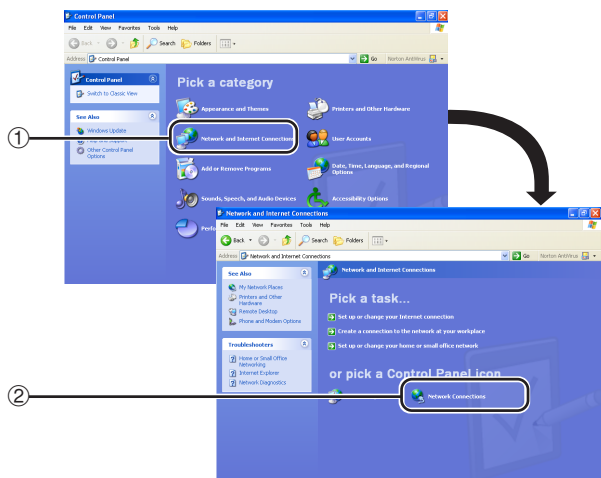 Control Panel
File Edit View Favorites Tools Help
Back Search Folders
Address Control Panel Go Norton AntiVirus
Control Panel
Switch to Classic View
See Also
Windows Update
Help and Support
Other Control Panel
Options
Pick a category
Appearance and Themes
Printers and Other Hardware
① Network and Internet Connections
User Accounts
Add or Remove Programs
Date, Time, Language, and Regional
Options
Sounds, Speech, and Audio Devices
Accessibility Options
Perfo
Network and Internet Connections
File Edit View Favorites Tools Help
Back Search Folders
Address Network and Internet Connections Go Norton AntiVirus
See Also
My Network Places
Printers and Other
Hardware
Remote Desktop
Phone and Modem Options
Troubleshooters
Home or Small Office
Networking
Internet Explorer
Network Diagnostics
Network and Internet Connections
Pick a task...
Set up or change your Internet connection
Create a connection to the network at your workplace
Set up or change your home or small office network
or pick a Control Panel icon
② Network Connections